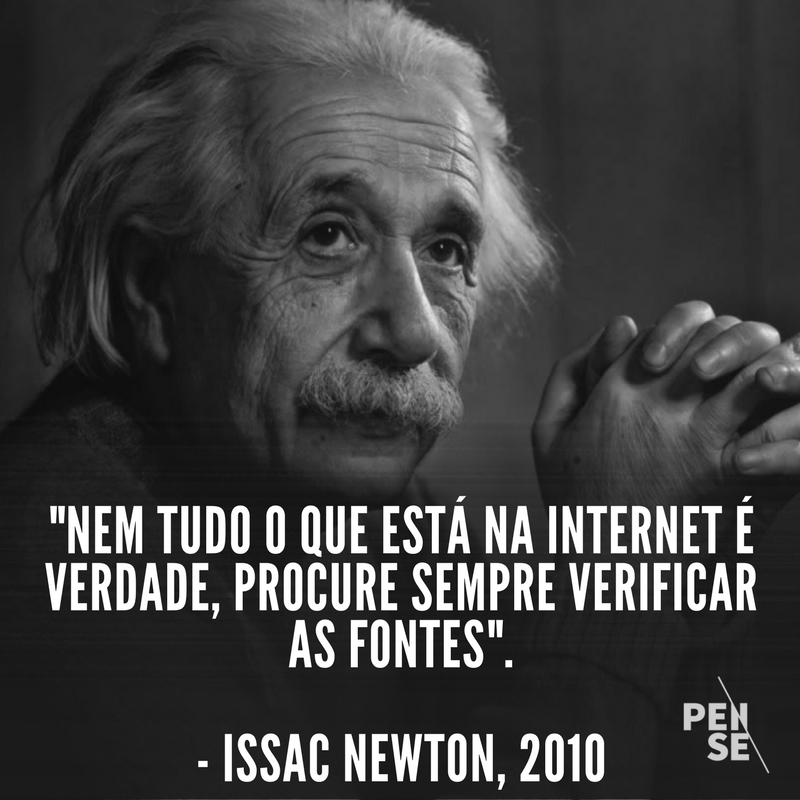 "NEM TUDO O QUE ESTÁ NA INTERNET É
VERDADE, PROCURE SEMPRE VERIFICAR
AS FONTES".
- ISSAC NEWTON, 2010
PEN
SE